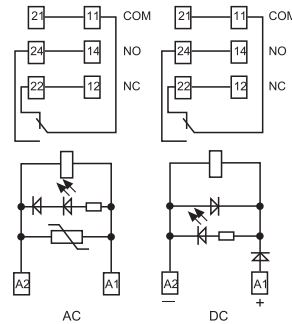 21 11 COM 21 11 COM
24 14 NO 24 14 NO
22 12 NC 22 12 NC
A2 A1 A2 A1
— +
AC DC